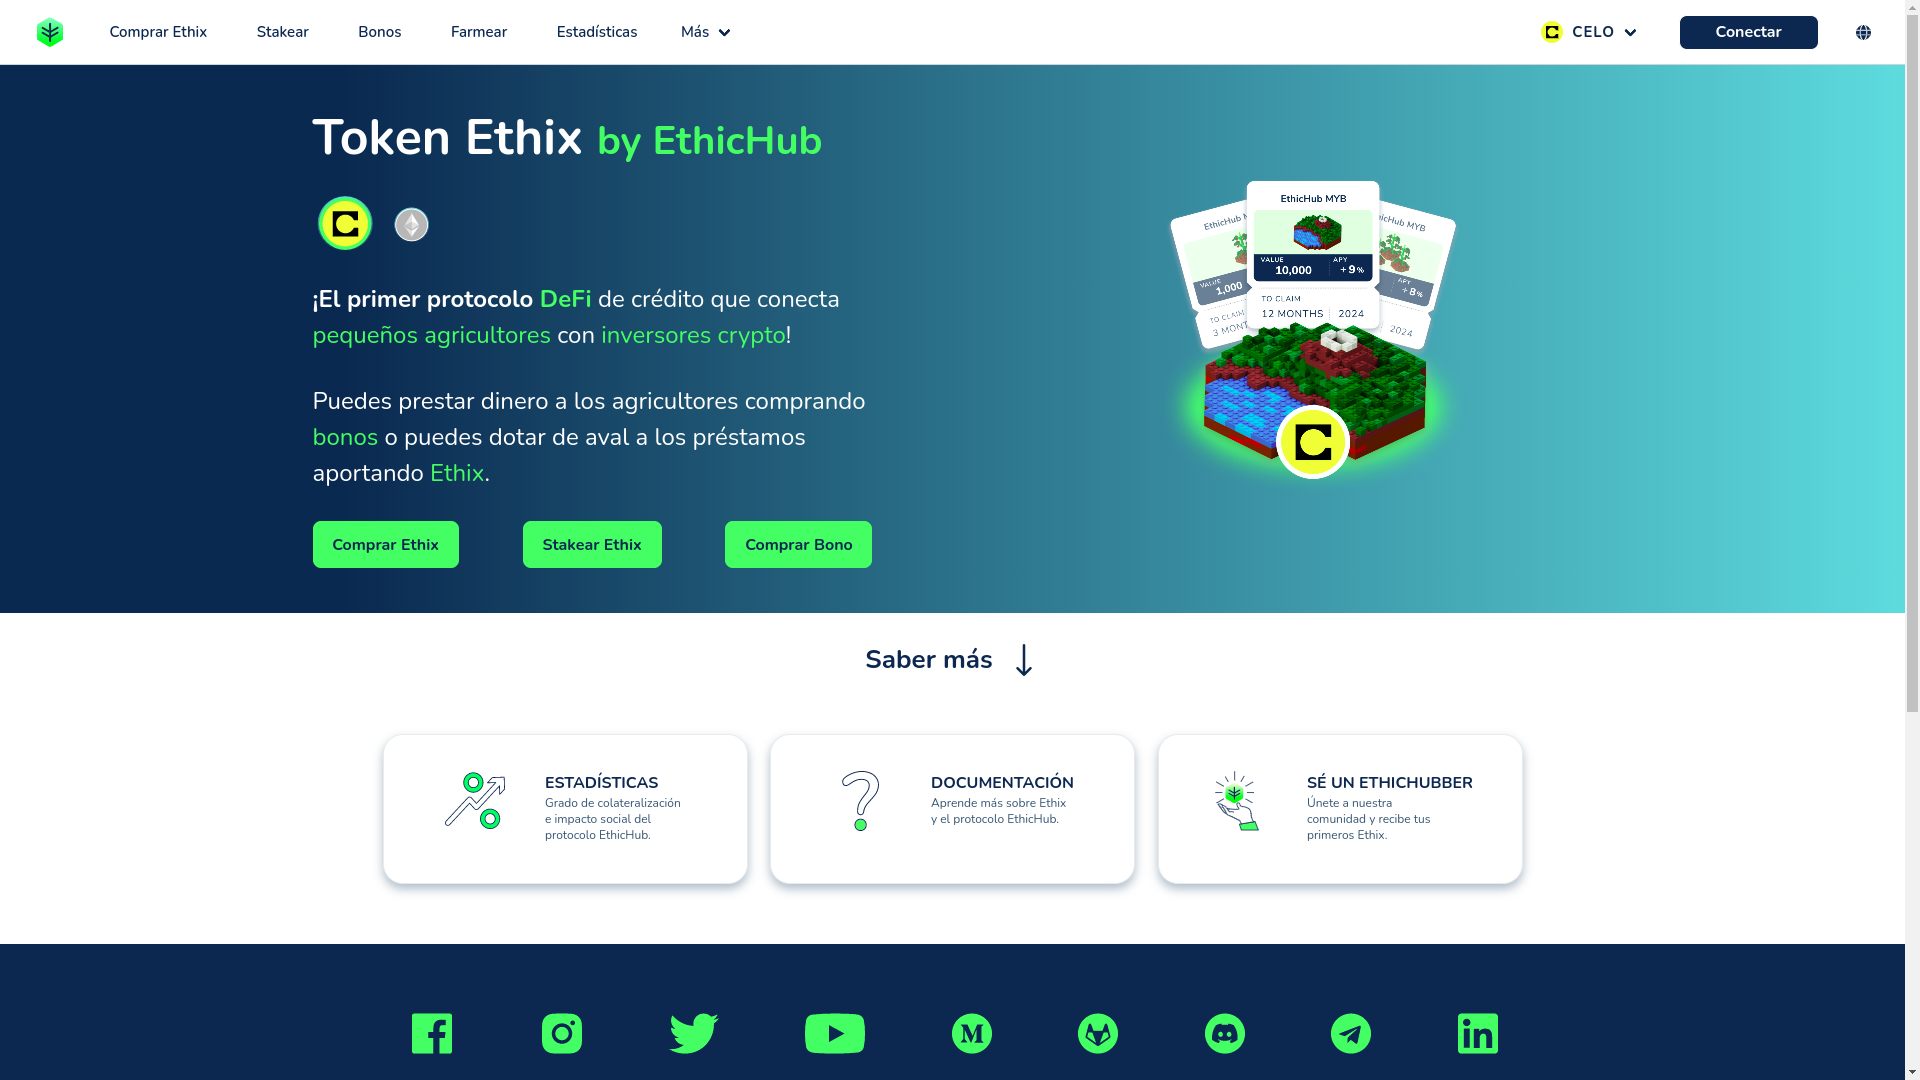 Comprar Ethix
Stakear
Bonos
Farmear
Estadísticas
Más
CELO
Conectar
Token Ethix by EthicHub
¡El primer protocolo DeFi de crédito que conecta
pequeños agricultores con inversores crypto!
Puedes prestar dinero a los agricultores comprando
bonos o puedes dotar de aval a los préstamos
aportando Ethix.
Comprar Ethix
Stakear Ethix
Comprar Bono
EthicHub M
VALUE
1,000
TO CLAIM
3 MONT
EthicHub MYB
VALUE
10,000
APY
+ 9 %
TO CLAIM
12 MONTHS
2024
hicHub MYB
APY
+ 8 %
2024
Saber más
ESTADÍSTICAS
Grado de colateralización
e impacto social del
protocolo EthicHub.
DOCUMENTACIÓN
Aprende más sobre Ethix
y el protocolo EthicHub.
SÉ UN ETHICHUBBER
Únete a nuestra
comunidad y recibe tus
primeros Ethix.